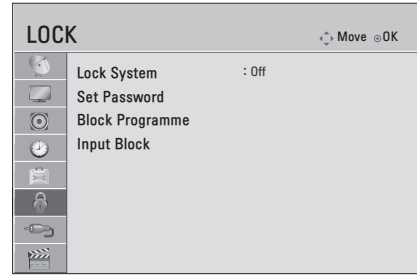 LOCK
Move OK
Lock System : Off
Set Password
Block Programme
Input Block